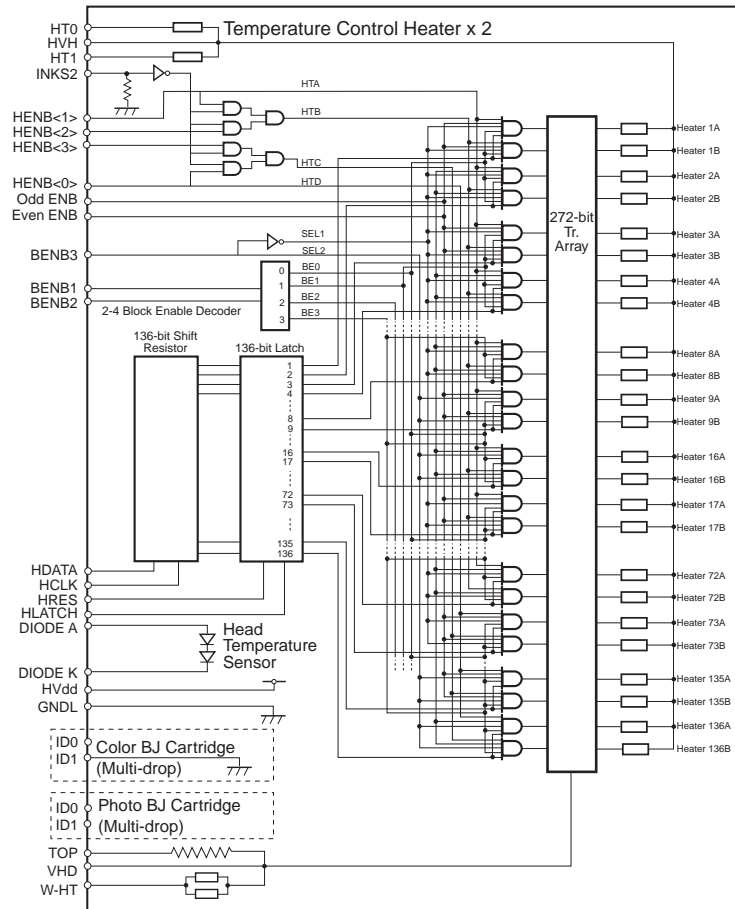 Temperature Control Heater x 2
HT0
HVH
HT1
INKS2
HENB<1>
HENB<2>
HENB<3>
HENB<0>
Odd ENB
Even ENB
BENB3
BENB1
BENB2
HTA
HTB
HTC
HTD
SEL1
SEL2
BE0
BE1
BE2
BE3
0
1
2
3
2-4 Block Enable Decoder
136-bit Shift
Resistor
136-bit Latch
1
2
3
4
8
9
16
17
72
73
135
136
272-bit
Tr.
Array
Heater 1A
Heater 1B
Heater 2A
Heater 2B
Heater 3A
Heater 3B
Heater 4A
Heater 4B
Heater 8A
Heater 8B
Heater 9A
Heater 9B
Heater 16A
Heater 16B
Heater 17A
Heater 17B
Heater 72A
Heater 72B
Heater 73A
Heater 73B
Heater 135A
Heater 135B
Heater 136A
Heater 136B
HDATA
HCLK
HRES
HLATCH
DIODE A
DIODE K
HVdd
GNDL
Head
Temperature
Sensor
ID0
ID1
Color BJ Cartridge
(Multi-drop)
ID0
ID1
Photo BJ Cartridge
(Multi-drop)
TOP
VHD
W-HT